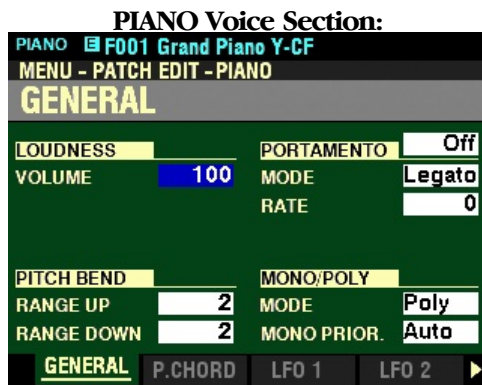 PIANO Voice Section:
PIANO E F001 Grand Piano Y-CF
MENU - PATCH EDIT - PIANO
GENERAL
LOUDNESS
VOLUME 100
PORTAMENTO Off
MODE Legato
RATE 0
PITCH BEND
RANGE UP 2
RANGE DOWN 2
MONO/POLY
MODE Poly
MONO PRIOR. Auto
GENERAL P.CHORD LFO 1 LFO 2